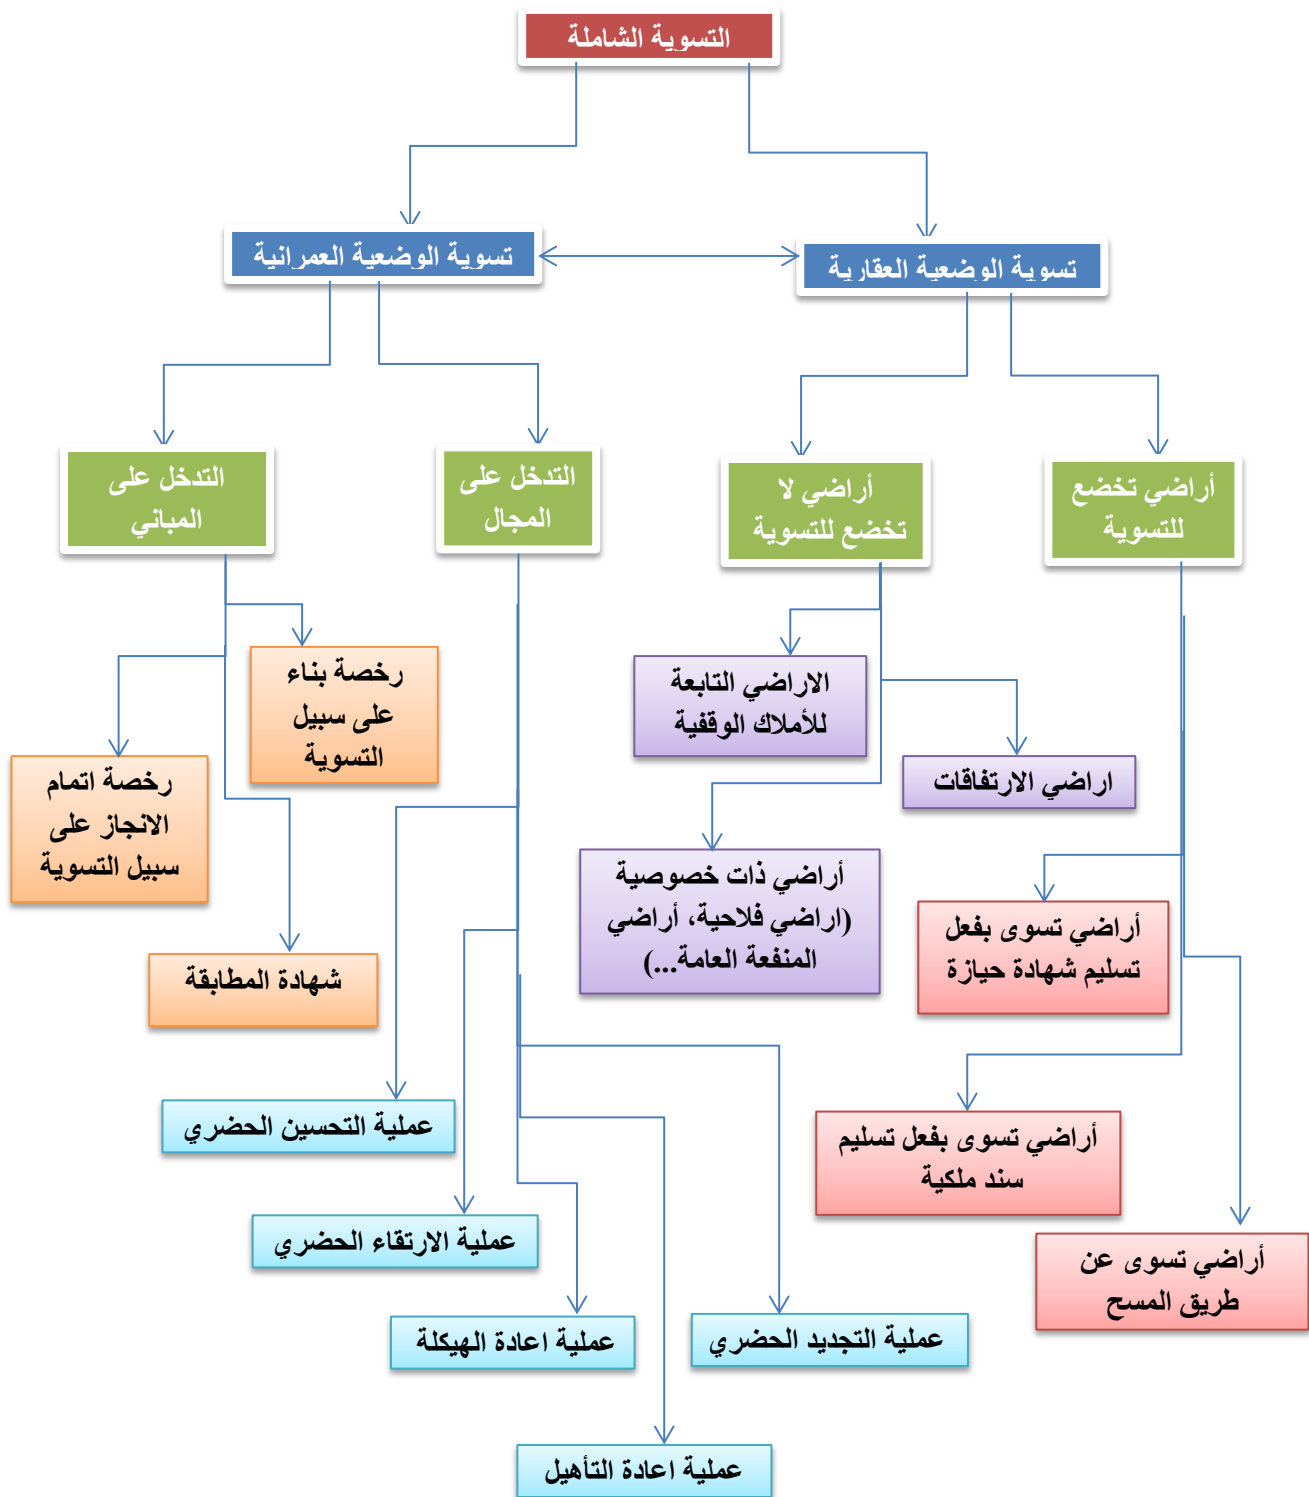 التسوية الشاملة
تسوية الوضعية العقارية
تسوية الوضعية العمرانية
أراضي تخضع
للتسوية
أراضي لا
تخضع للتسوية
التدخل على
المجال
التدخل على
المباني
رخصة بناء
على سبيل
التسوية
الاراضي التابعة
للأملاك الوقفية
اراضي الارتفاقات
رخصة اتمام
الانجاز على
سبيل التسوية
أراضي ذات خصوصية
(اراضي فلاحية، أراضي
المنفعة العامة...)
أراضي تسوى بفعل
تسليم شهادة حيازة
شهادة المطابقة
عملية التحسين الحضري
أراضي تسوى بفعل تسليم
سند ملكية
عملية الارتقاء الحضري
أراضي تسوى عن
طريق المسح
عملية التجديد الحضري
عملية اعادة الهيكلة
عملية اعادة التأهيل